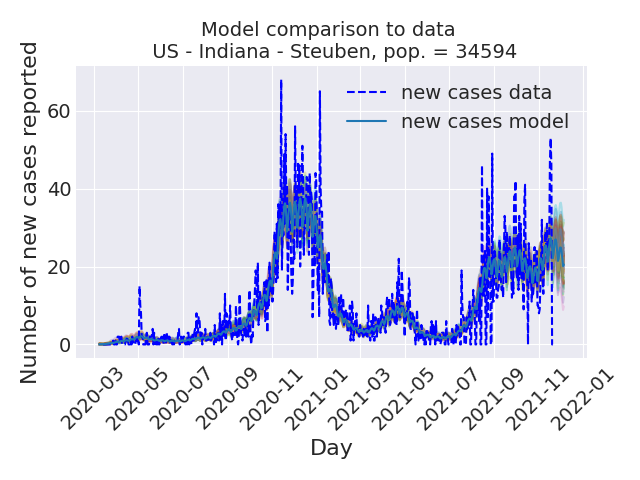 Model comparison to data
US - Indiana - Steuben, pop. = 34594
new cases data
new cases model
Number of new cases reported
60
40
20
0
2020-03
2020-05
2020-07
2020-09
2020-11
2021-01
2021-03
2021-05
2021-07
2021-09
2021-11
2022-01
Day